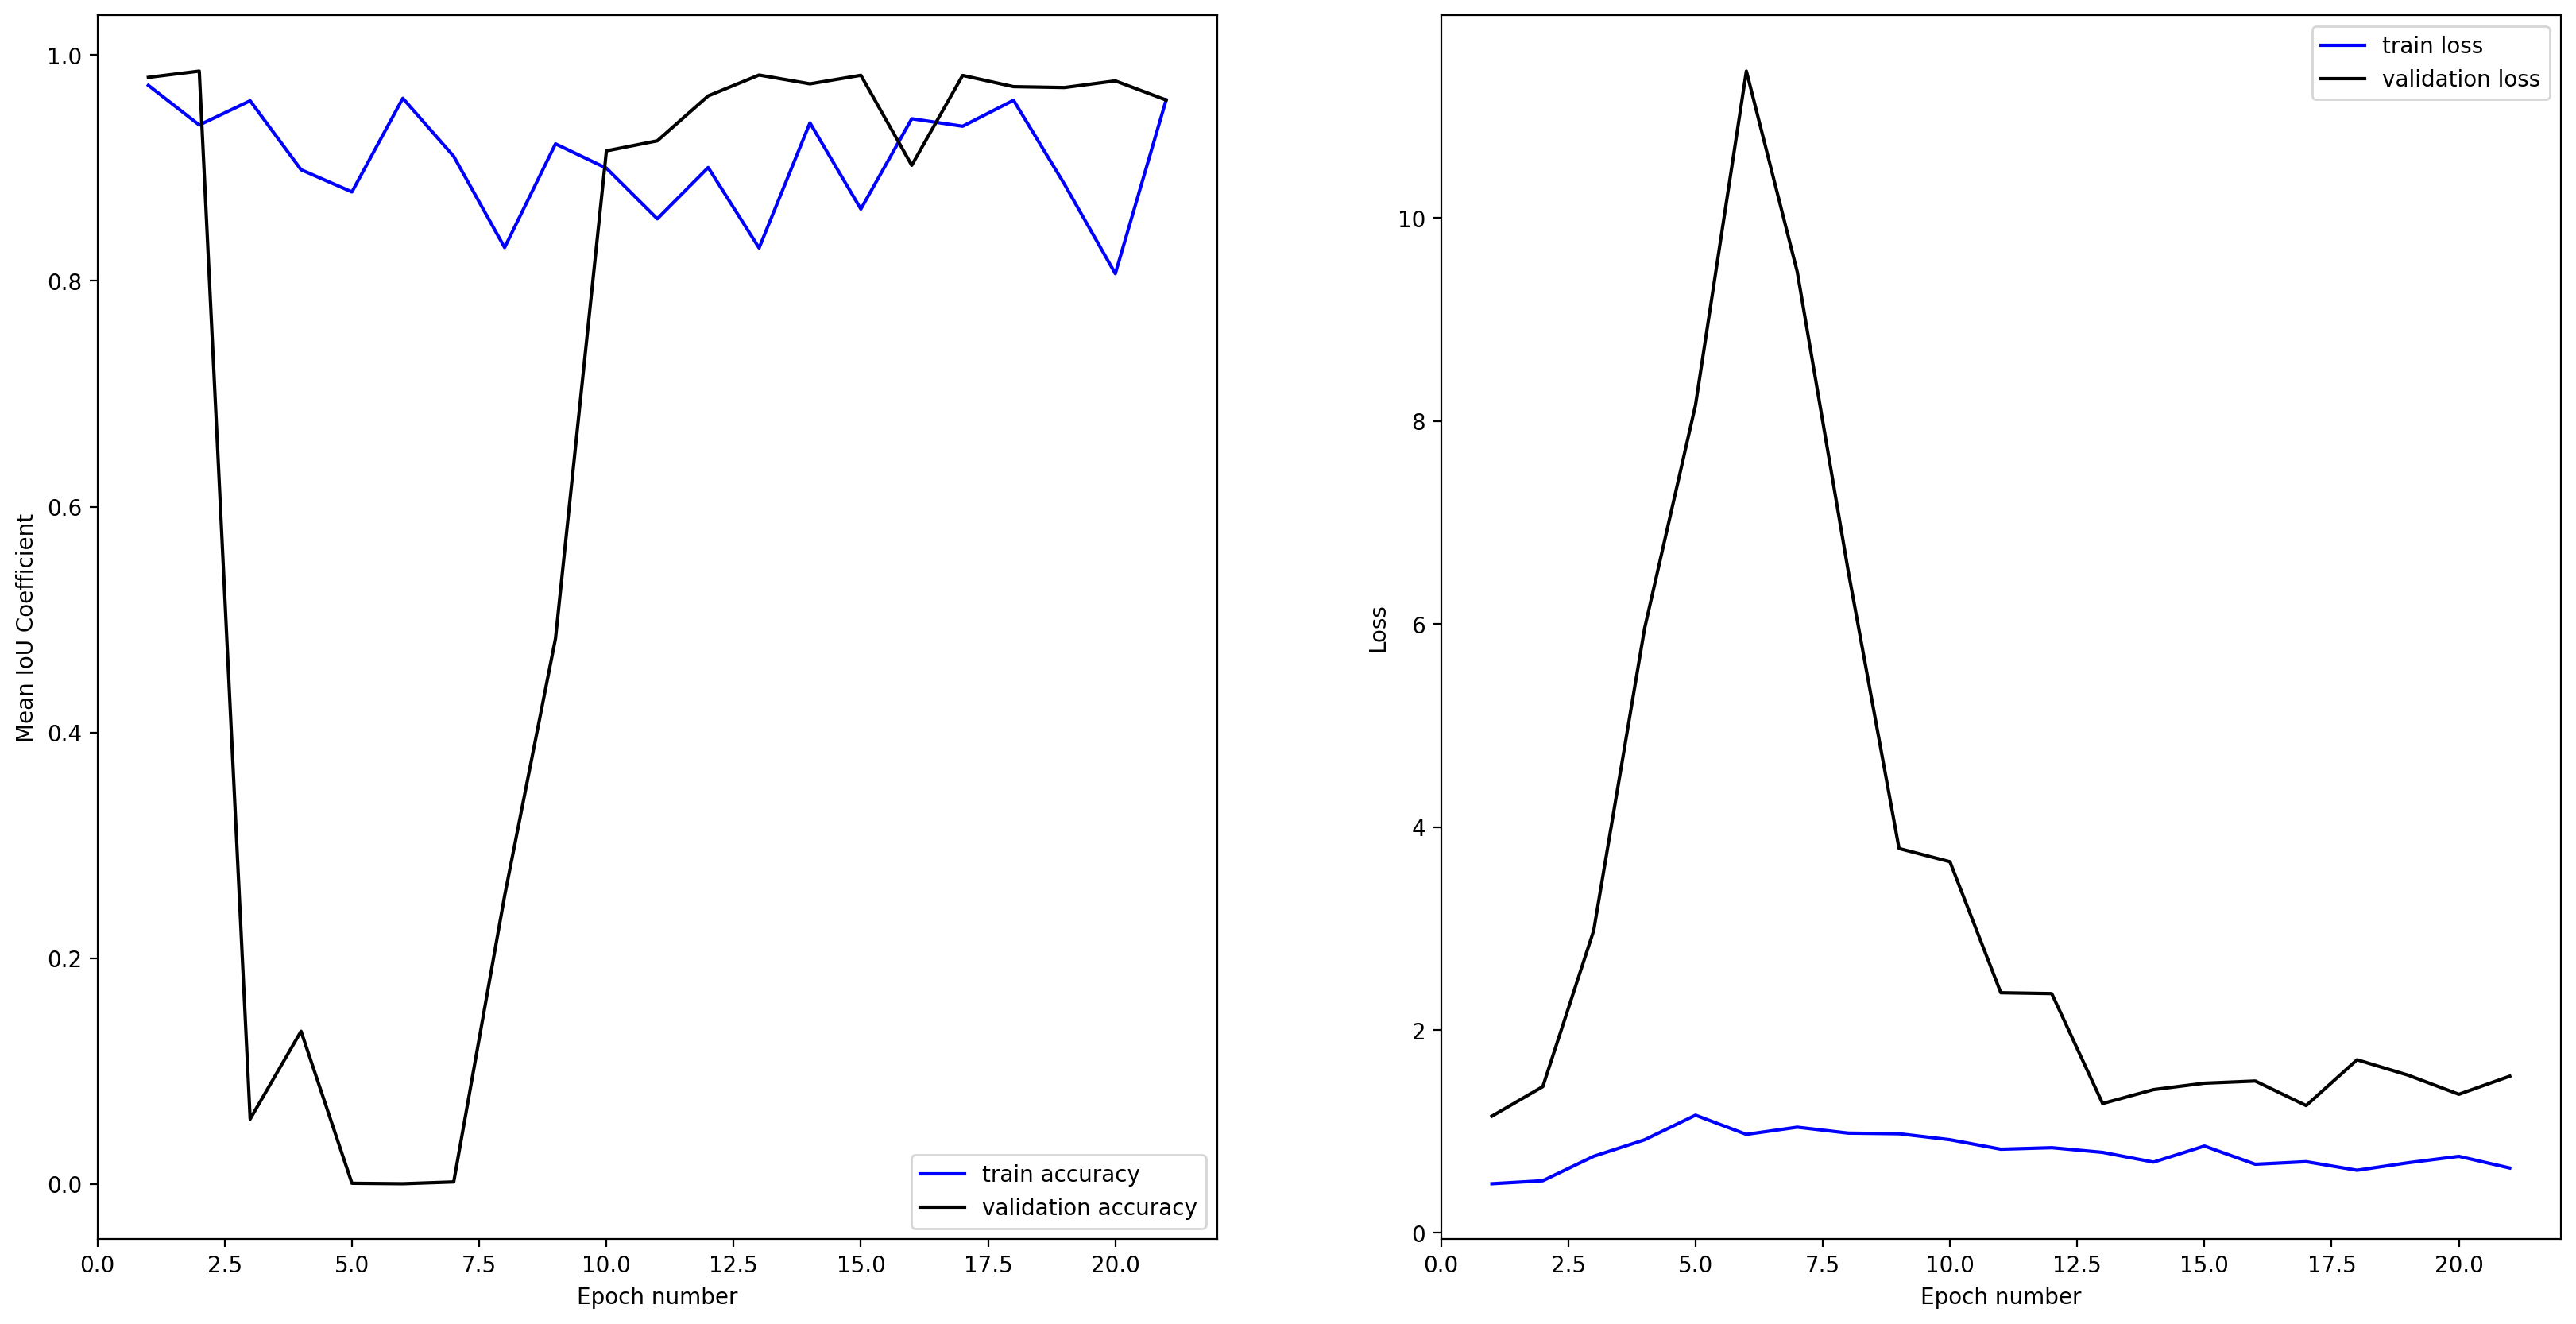 Mean IoU Coefficient
1.0
0.8
0.6
0.4
0.2
0.0
0.0 2.5 5.0 7.5 10.0 12.5 15.0 17.5 20.0
Epoch number
train accuracy
validation accuracy
Loss
10
8
6
4
2
0
0.0 2.5 5.0 7.5 10.0 12.5 15.0 17.5 20.0
Epoch number
train loss
validation loss